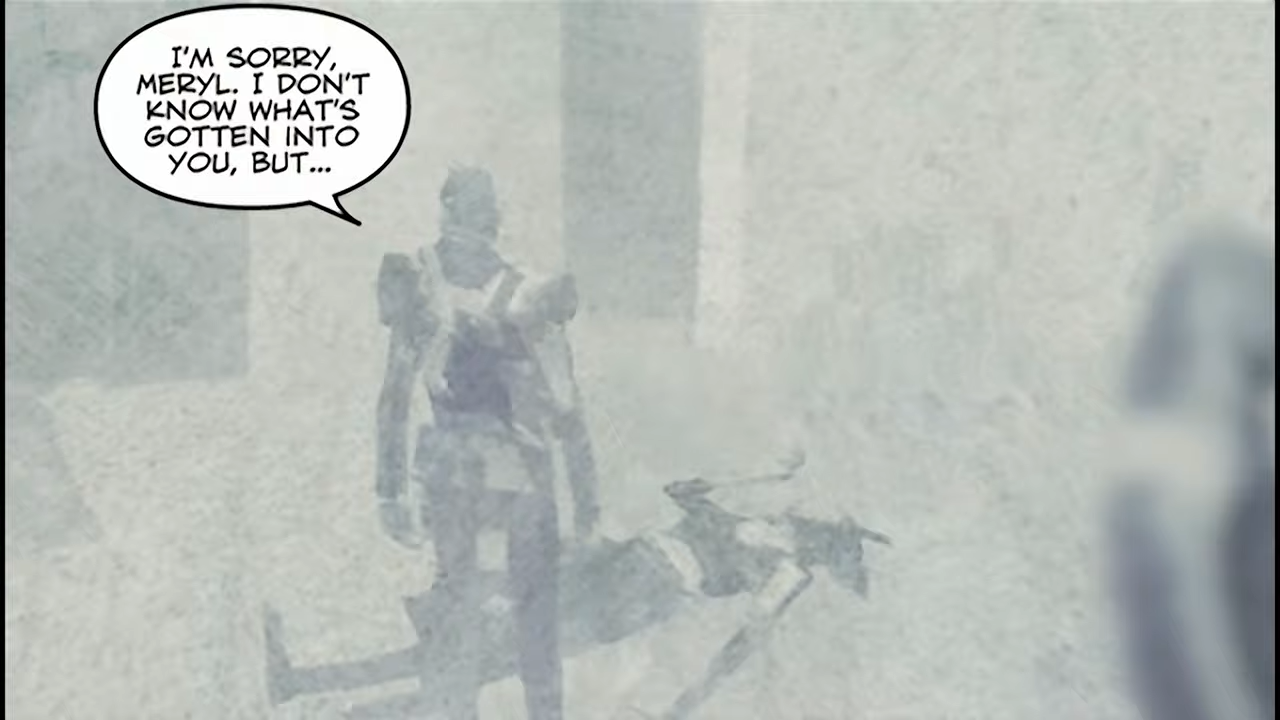 I'M SORRY,
MERYL. I DON'T
KNOW WHAT'S
GOTTEN INTO
YOU, BUT...